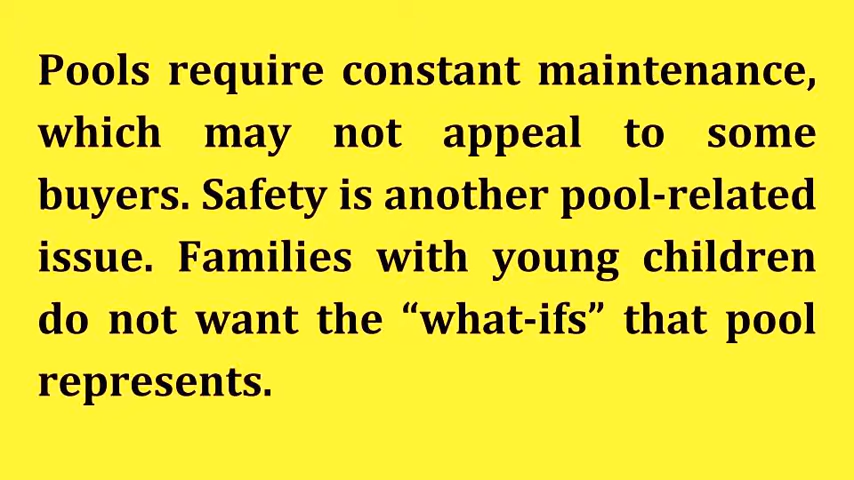 Pools require constant maintenance,
which may not appeal to some
buyers. Safety is another pool-related
issue. Families with young children
do not want the “what-ifs” that pool
represents.